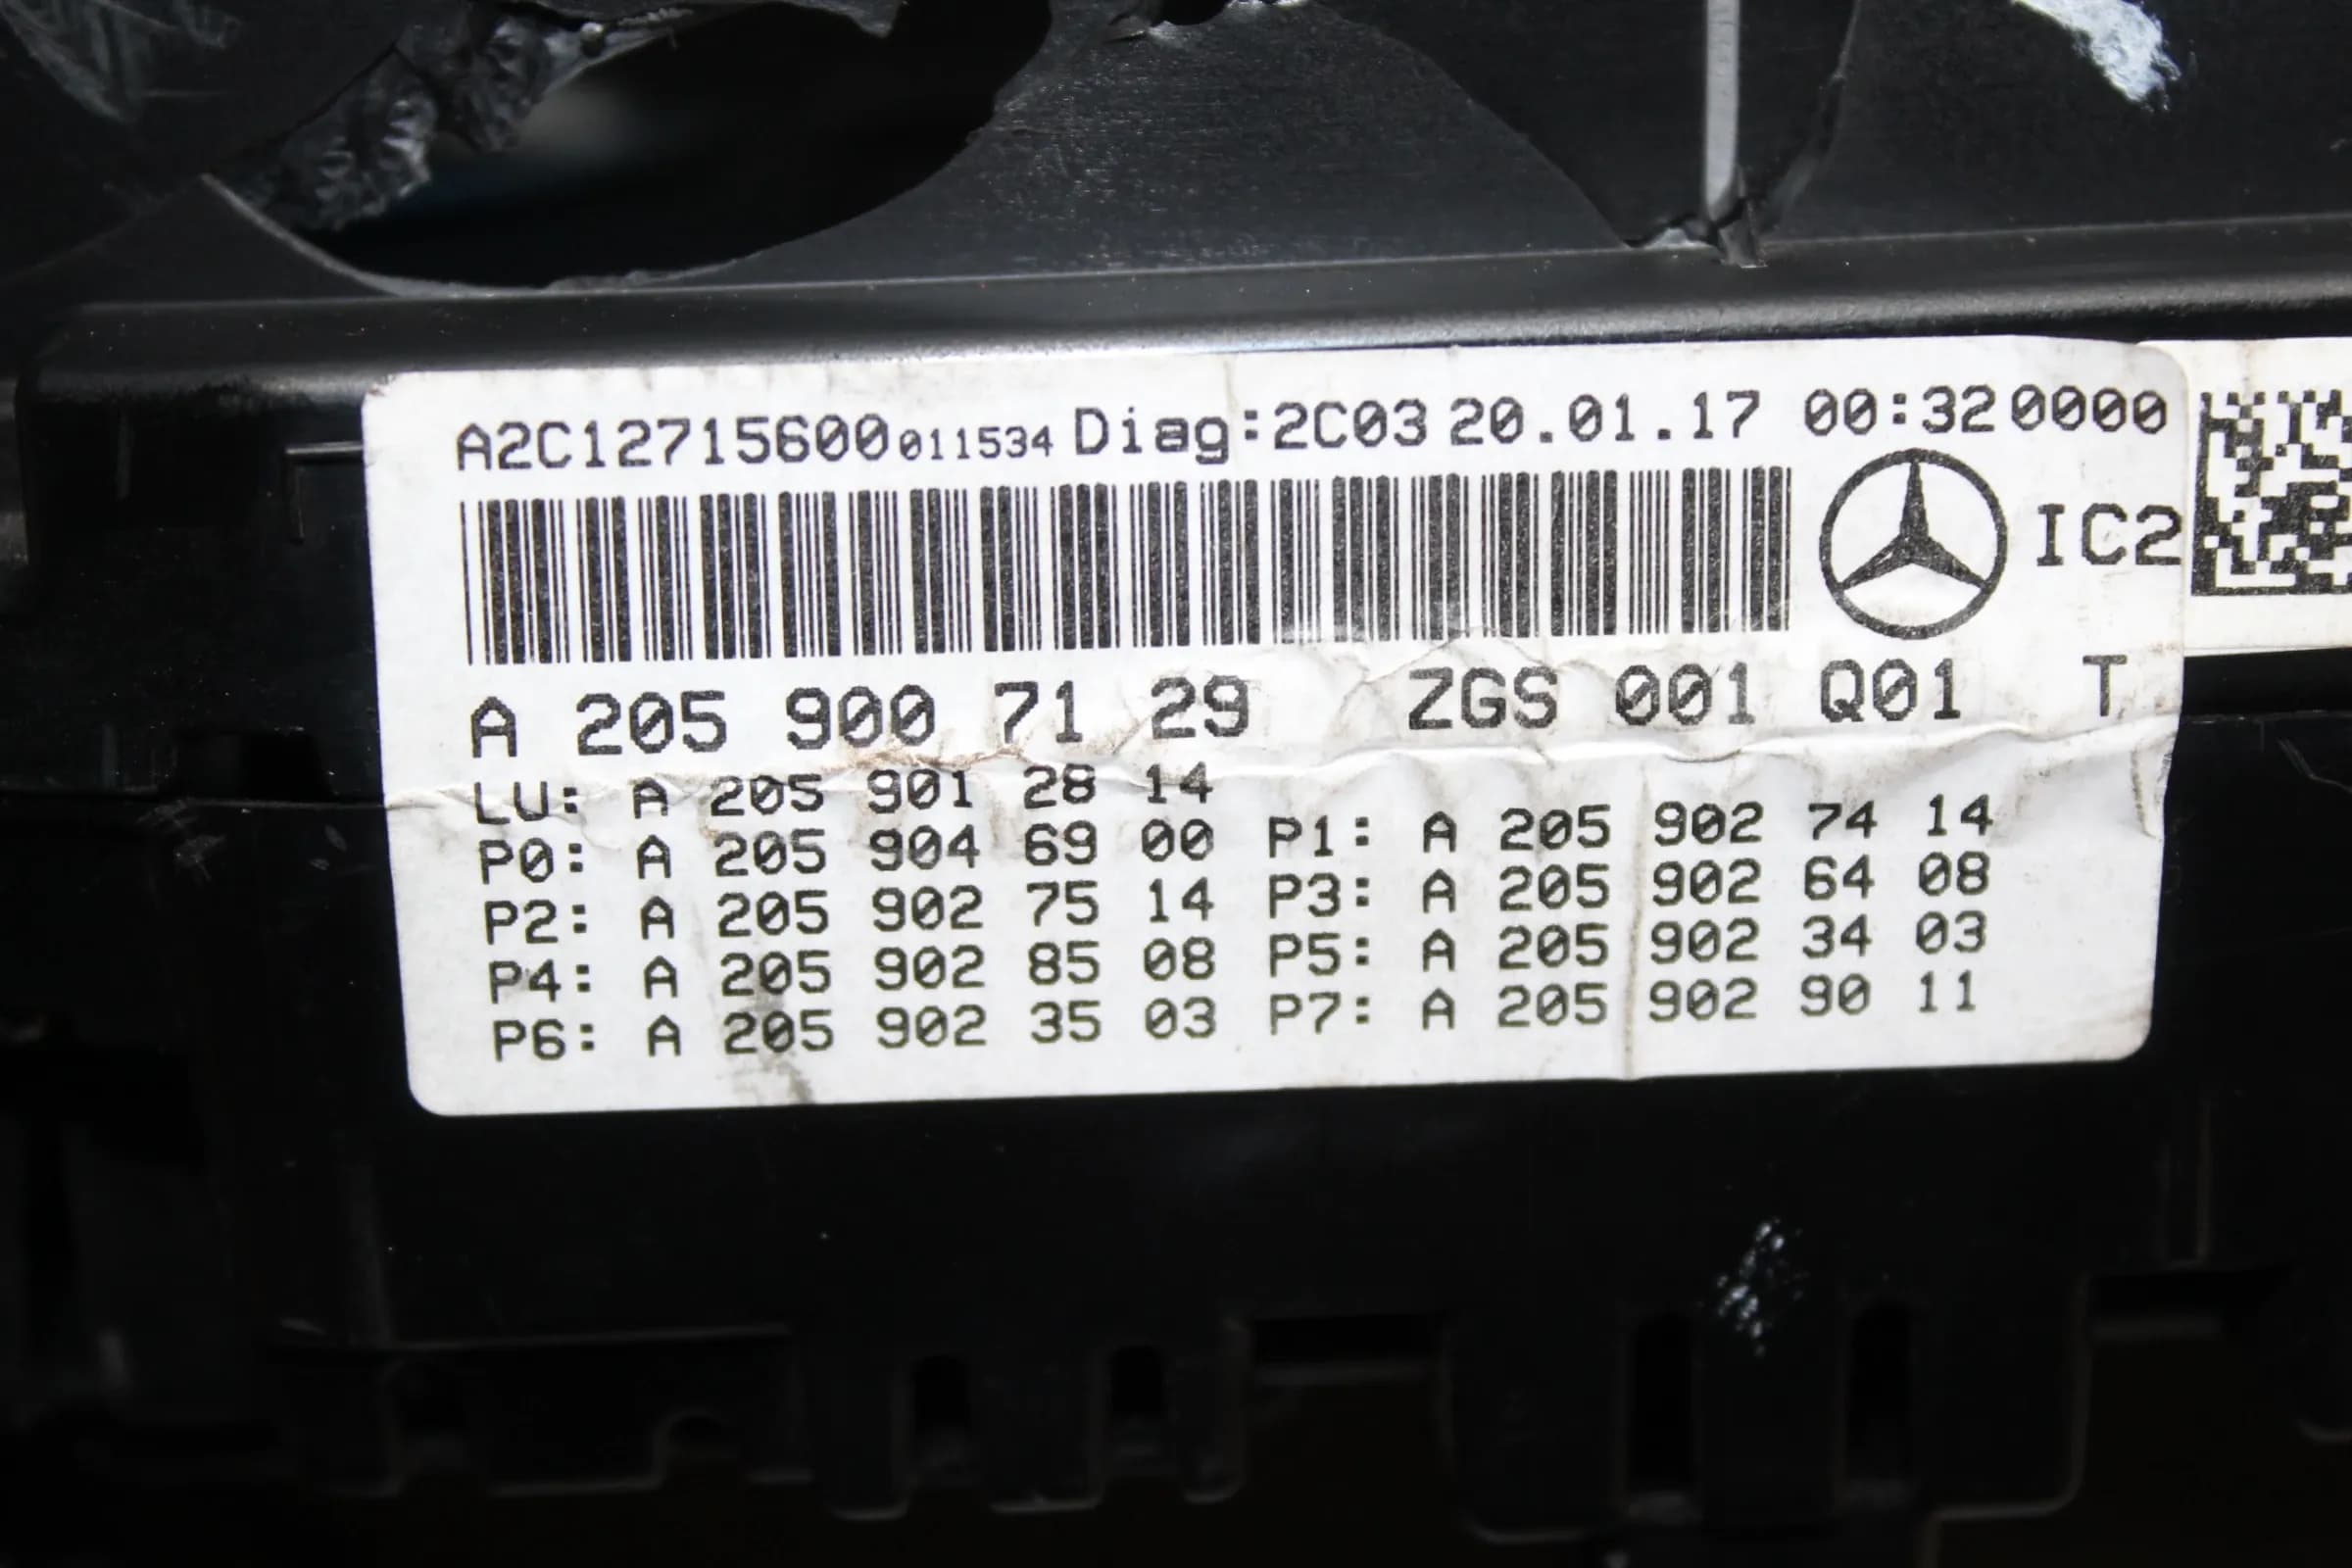 A2C12715600 011534 Diag:2C03 20.01.17 00:32 0000
IC2
A 205 900 71 29 ZGS 001 Q01 T
LU: A 205 901 28 14
P0: A 205 904 69 00 P1: A 205 902 74 14
P2: A 205 902 75 14 P3: A 205 902 64 08
P4: A 205 902 85 08 P5: A 205 902 34 03
P6: A 205 902 35 03 P7: A 205 902 90 11